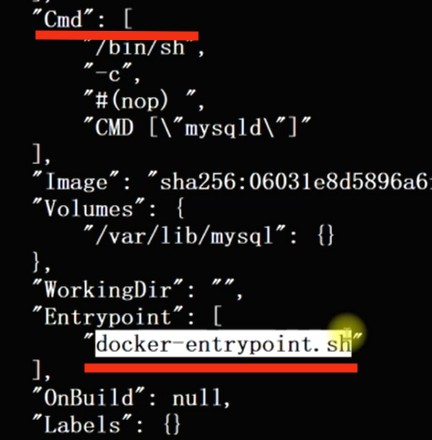 "Cmd": [
"/bin/sh",
"-c",
"#(nop) ",
"CMD [\"mysqld\"]"
],
"Image": "sha256:06031e8d5896a6
"Volumes": {
"/var/lib/mysql": {}
},
"WorkingDir": "",
"Entrypoint": [
"docker-entrypoint.sh"
],
"OnBuild": null,
"Labels": {}